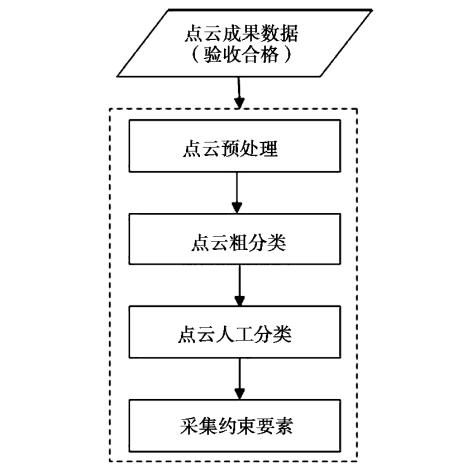 点云成果数据
（验收合格）
点云预处理
点云粗分类
点云人工分类
采集约束要素